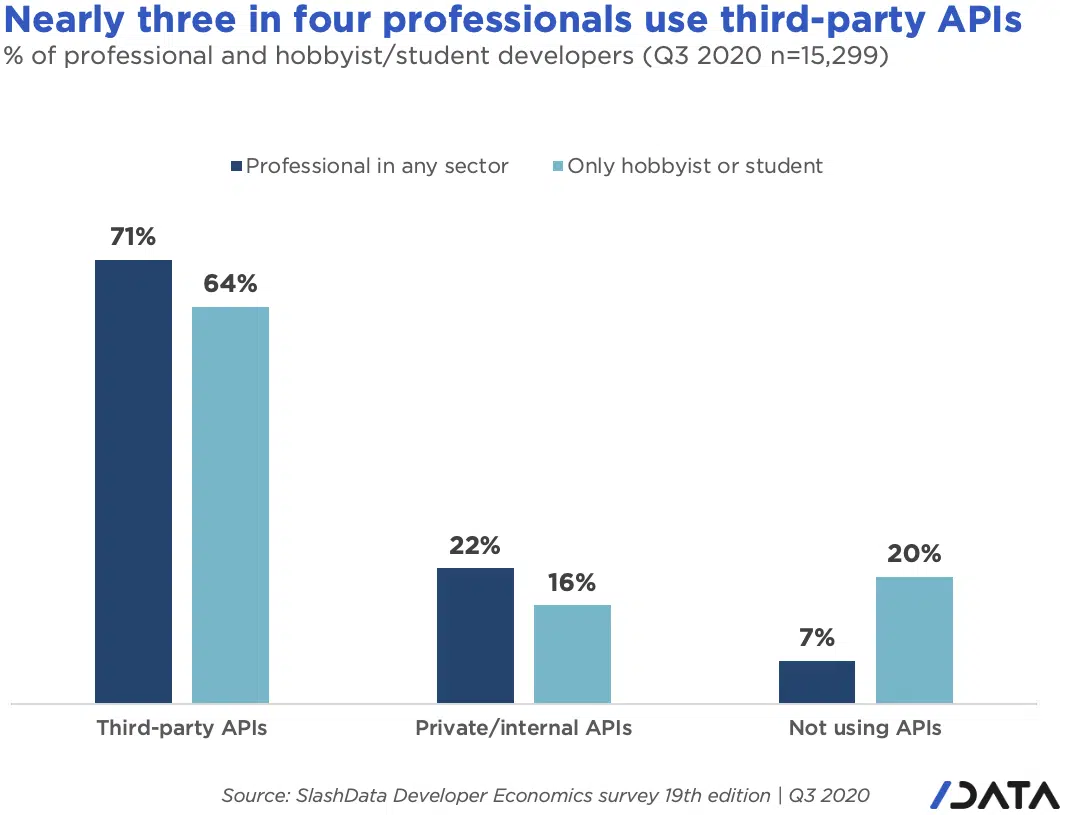 Nearly three in four professionals use third-party APIs
% of professional and hobbyist/student developers (Q3 2020 n=15,299)
Professional in any sector Only hobbyist or student
71%
64%
22%
16%
7%
20%
Third-party APIs Private/internal APIs Not using APIs
Source: SlashData Developer Economics survey 19th edition | Q3 2020
/DATA